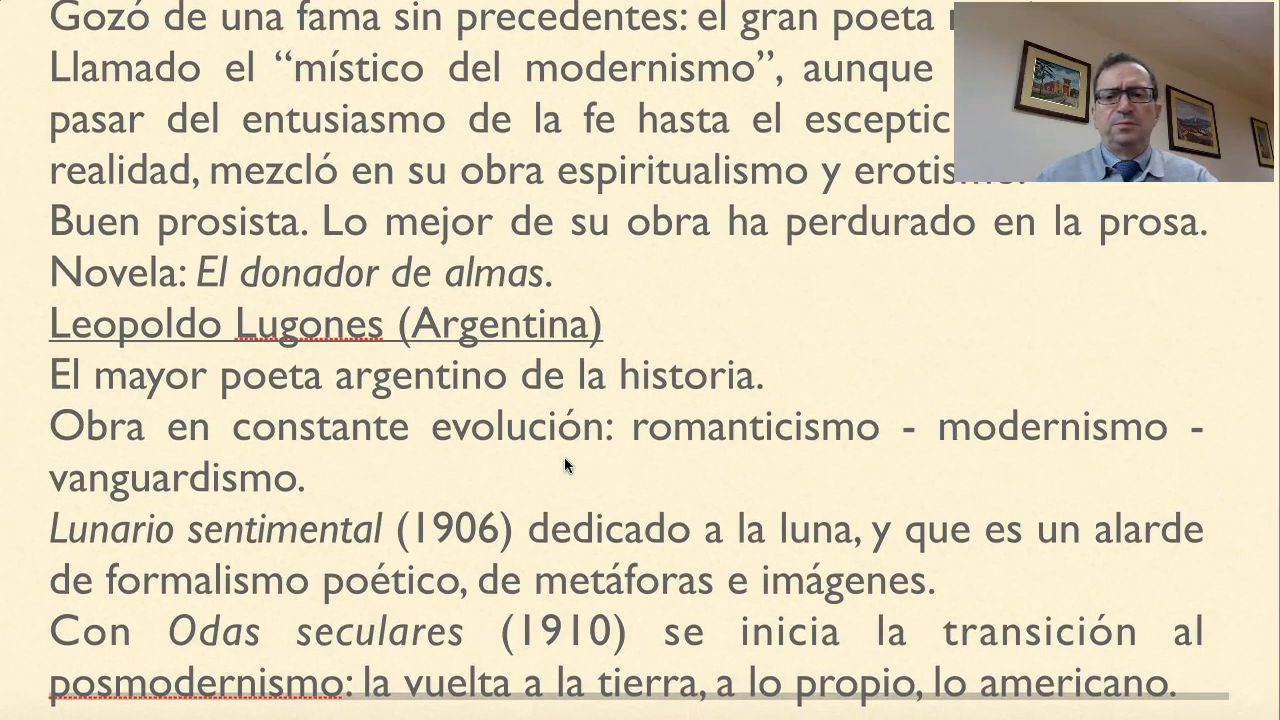 Gozó de una fama sin precedentes: el gran poeta
Llamado el “místico del modernismo”, aunque
pasar del entusiasmo de la fe hasta el
realidad, mezcló en su obra espiritualismo y erotismo.
Buen prosista. Lo mejor de su obra ha perdurado en la prosa.
Novela: El donador de almas.
Leopoldo Lugones (Argentina)
El mayor poeta argentino de la historia.
Obra en constante evolución: romanticismo - modernismo -
vanguardismo.
Lunario sentimental (1906) dedicado a la luna, y que es un alarde
de formalismo poético, de metáforas e imágenes.
Con Odas seculares (1910) se inicia la transición al
posmodernismo: la vuelta a la tierra, a lo propio, lo americano.